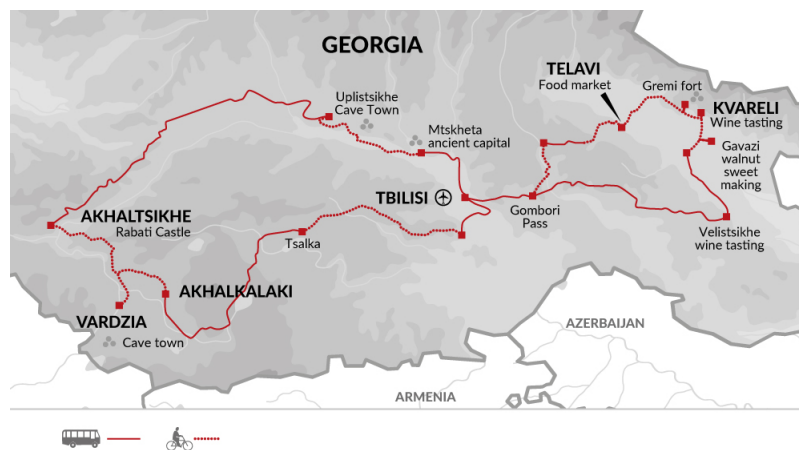 GEORGIA
TELAVI
Food market
Gremi fort
KVARELI
Wine tasting
Uplistsikhe
Cave Town
Mtskheta
ancient capital
Gavazi
walnut
sweet
making
TBILISI
Gombori
Pass
AKHALTSIKHE
Rabati Castle
Tsalka
Velistsikhe
wine tasting
AKHALKALAKI
VARDZIA
Cave town
AZERBAIJAN
ARMENIA